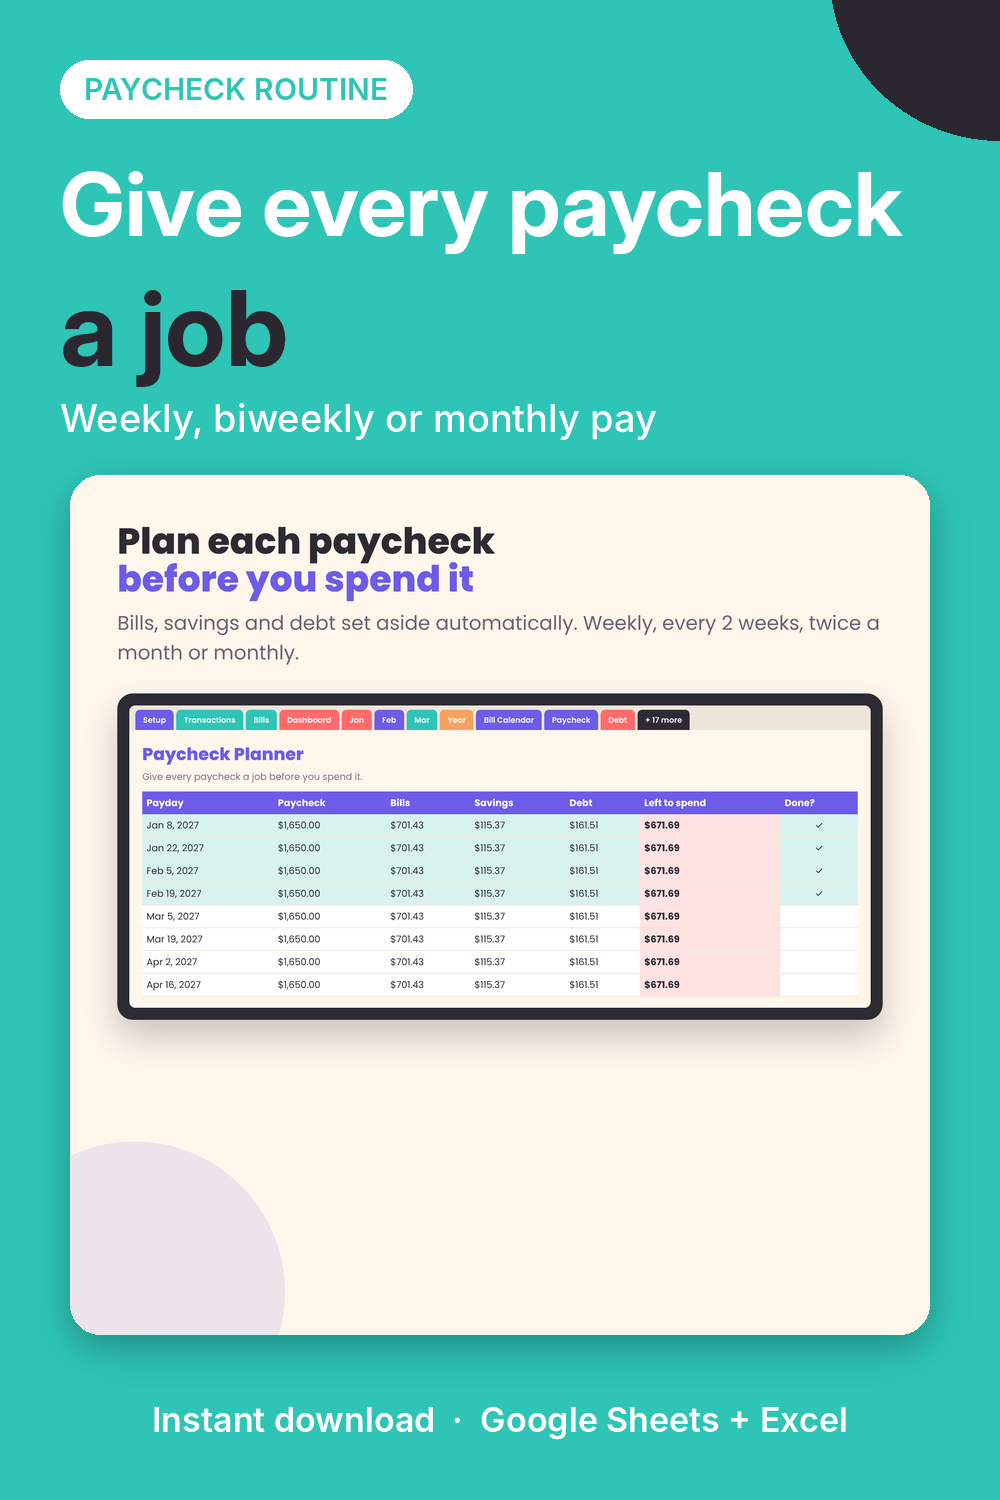 PAYCHECK ROUTINE
Give every paycheck
a job
Weekly, biweekly or monthly pay
Plan each paycheck
before you spend it
Bills, savings and debt set aside automatically. Weekly, every 2 weeks, twice a
month or monthly.
Setup Transactions Bills Dashboard Jan Feb Mar Year Bill Calendar Paycheck Debt + 17 more
Paycheck Planner
Give every paycheck a job before you spend it.
Payday Paycheck Bills Savings Debt Left to spend Done?
Jan 8, 2027 $1,650.00 $701.43 $115.37 $161.51 $671.69 ✓
Jan 22, 2027 $1,650.00 $701.43 $115.37 $161.51 $671.69 ✓
Feb 5, 2027 $1,650.00 $701.43 $115.37 $161.51 $671.69 ✓
Feb 19, 2027 $1,650.00 $701.43 $115.37 $161.51 $671.69 ✓
Mar 5, 2027 $1,650.00 $701.43 $115.37 $161.51 $671.69
Mar 19, 2027 $1,650.00 $701.43 $115.37 $161.51 $671.69
Apr 2, 2027 $1,650.00 $701.43 $115.37 $161.51 $671.69
Apr 16, 2027 $1,650.00 $701.43 $115.37 $161.51 $671.69
Instant download · Google Sheets + Excel